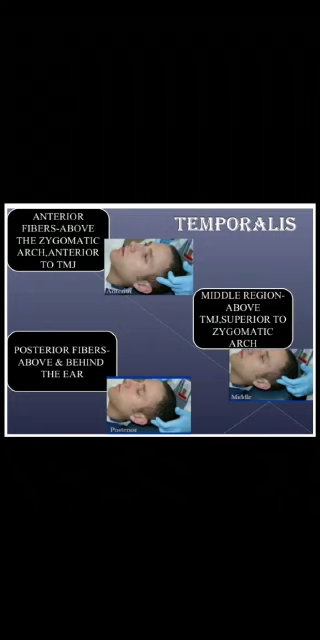 TEMPORALIS
ANTERIOR
FIBERS-ABOVE
THE ZYGOMATIC
ARCH,ANTERIOR
TO TMJ
Anterior
MIDDLE REGION-
ABOVE
TMJ,SUPERIOR TO
ZYGOMATIC
ARCH
Middle
POSTERIOR FIBERS-
ABOVE & BEHIND
THE EAR
Posterior